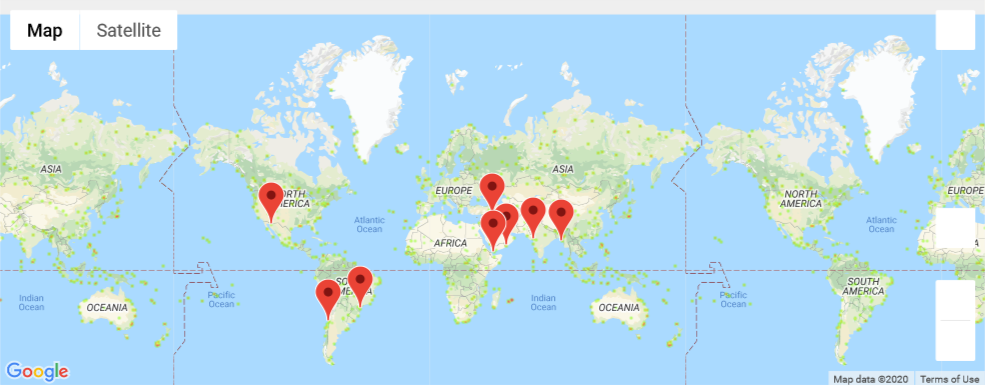 Map
Satellite
ASIA
NORTH
AMERICA
Atlantic
Ocean
EUROPE
ASIA
AFRICA
NORTH
AMERICA
Atlantic
Ocean
EUROPE
AFRICA
Indian
Ocean
OCEANIA
Pacific
Ocean
SOUTH
AMERICA
Indian
Ocean
OCEANIA
Pacific
Ocean
SOUTH
AMERICA
Google
Map data ©2020
Terms of Use